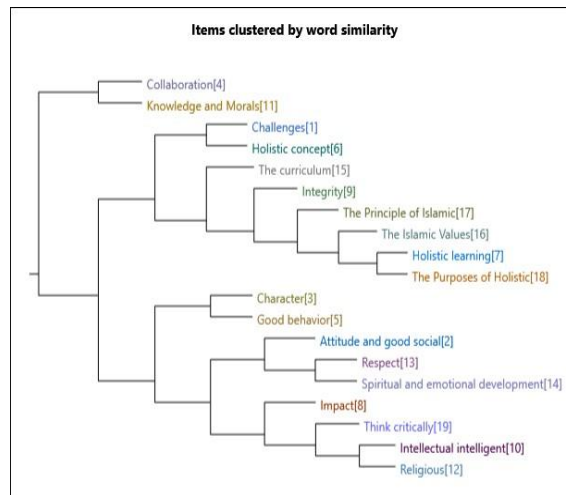 Items clustered by word similarity
Collaboration[4]
Knowledge and Morals[11]
Challenges[1]
Holistic concept[6]
The curriculum[15]
Integrity[9]
The Principle of Islamic[17]
The Islamic Values[16]
Holistic learning[7]
The Purposes of Holistic[18]
Character[3]
Good behavior[5]
Attitude and good social[2]
Respect[13]
Spiritual and emotional development[14]
Impact[8]
Think critically[19]
Intellectual intelligent[10]
Religious[12]